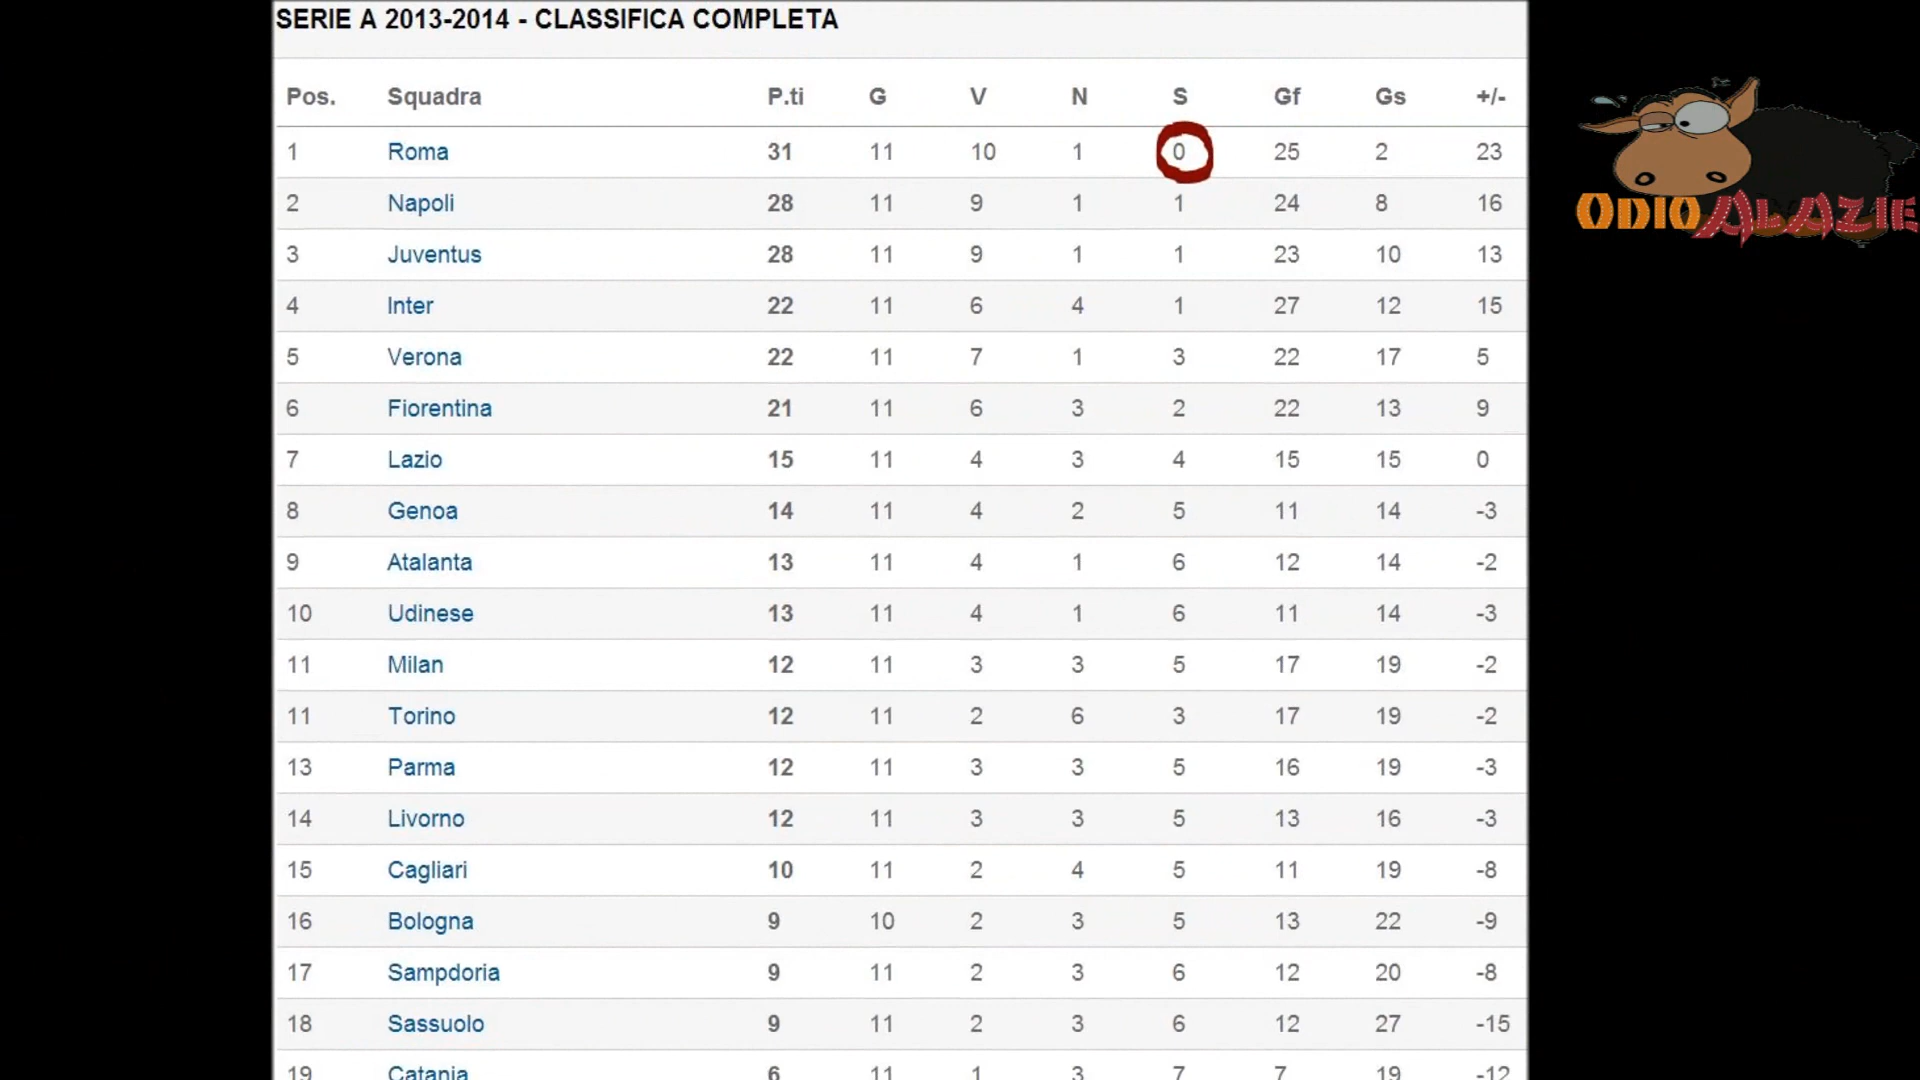 SERIE A 2013-2014 - CLASSIFICA COMPLETA
Pos. Squadra P.ti G V N S Gf Gs +/-
1 Roma 31 11 10 1 0 25 2 23
2 Napoli 28 11 9 1 1 24 8 16
3 Juventus 28 11 9 1 1 23 10 13
4 Inter 22 11 6 4 1 27 12 15
5 Verona 22 11 7 1 3 22 17 5
6 Fiorentina 21 11 6 3 2 22 13 9
7 Lazio 15 11 4 3 4 15 15 0
8 Genoa 14 11 4 2 5 11 14 -3
9 Atalanta 13 11 4 1 6 12 14 -2
10 Udinese 13 11 4 1 6 11 14 -3
11 Milan 12 11 3 3 5 17 19 -2
11 Torino 12 11 2 6 3 17 19 -2
13 Parma 12 11 3 3 5 16 19 -3
14 Livorno 12 11 3 3 5 13 16 -3
15 Cagliari 10 11 2 4 5 11 19 -8
16 Bologna 9 10 2 3 5 13 22 -9
17 Sampdoria 9 11 2 3 6 12 20 -8
18 Sassuolo 9 11 2 3 6 12 27 -15
19 Catania 6 11 1 3 7 7 19 -12
ODIOALAZIE